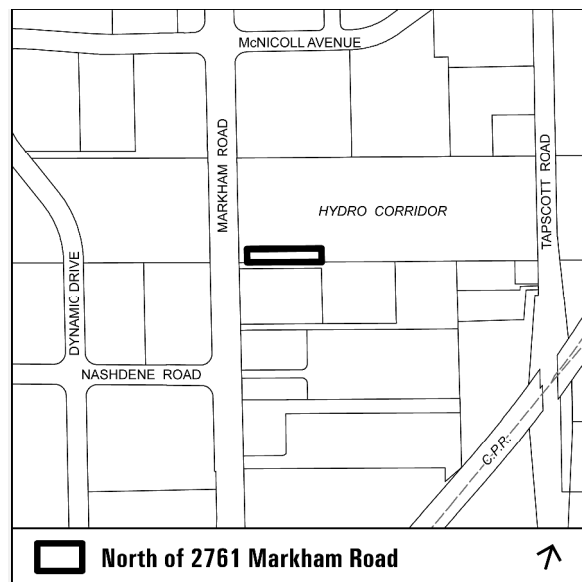 McNICOLL AVENUE
MARKHAM ROAD
TAPSCOTT ROAD
HYDRO CORRIDOR
DYNAMIC DRIVE
NASHDENE ROAD
C.P.R.
North of 2761 Markham Road